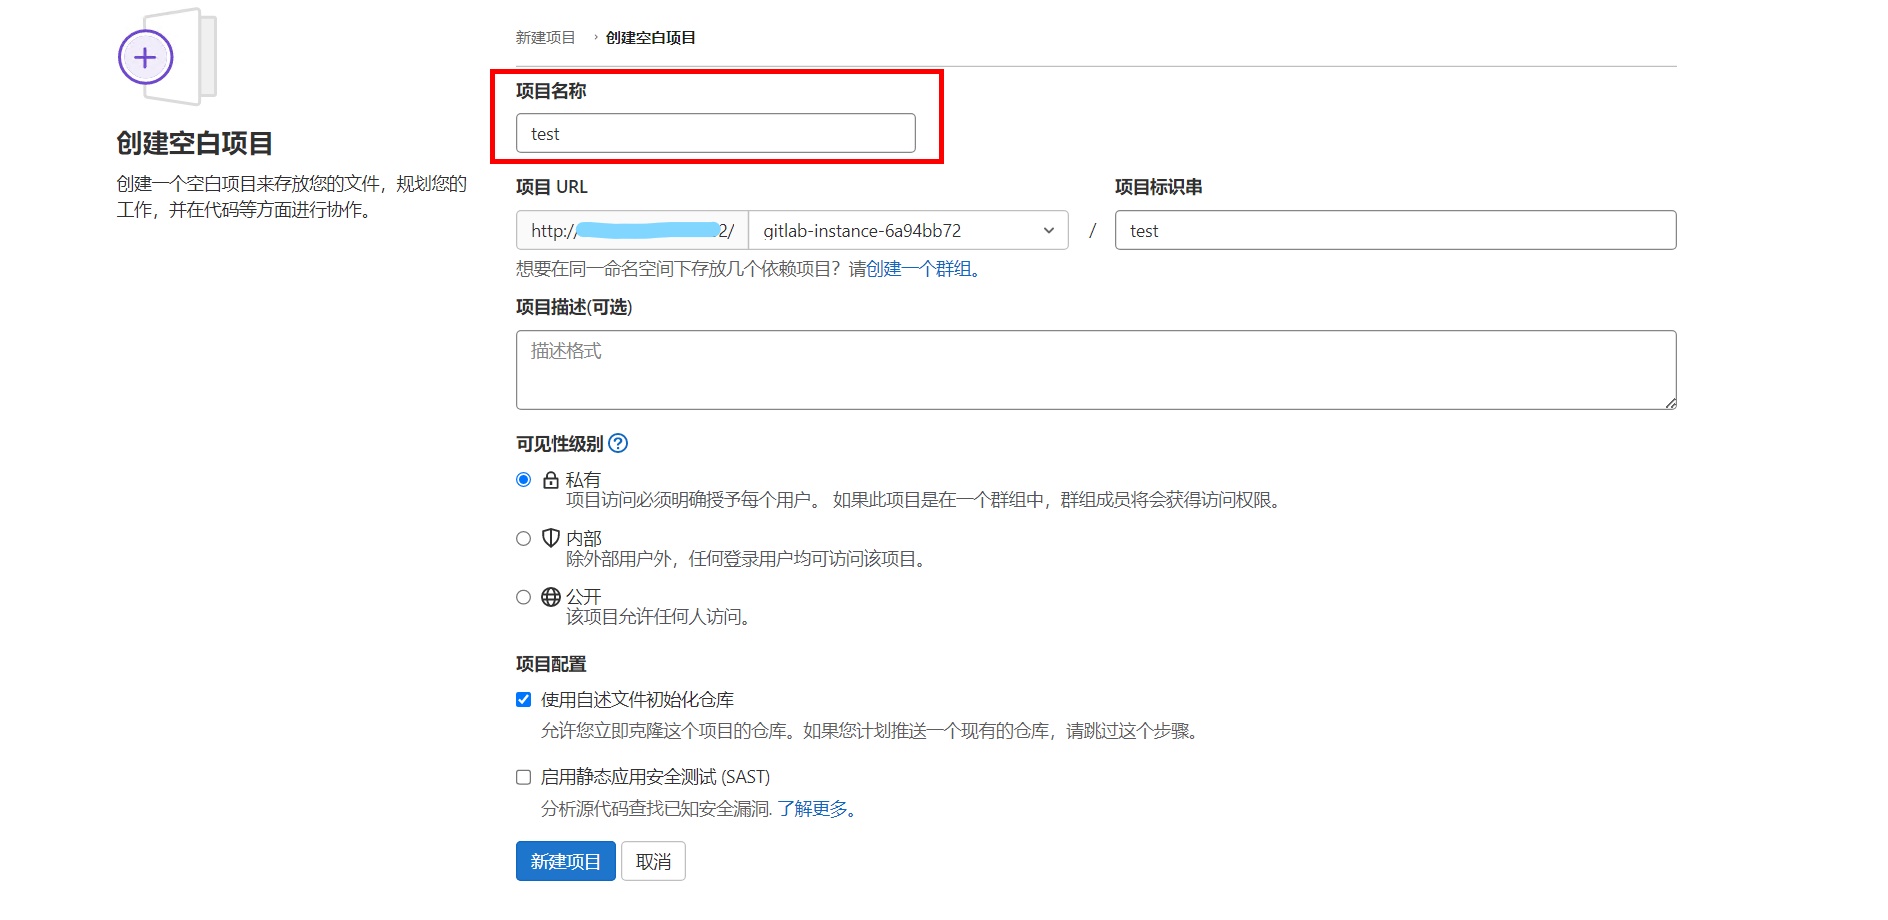 创建空白项目
创建一个空白项目来存放您的文件，规划您的
工作，并在代码等方面进行协作。
新建项目 › 创建空白项目
项目名称
test
项目 URL
项目标识串
http:/ 2/ gitlab-instance-6a94bb72 / test
想要在同一命名空间下存放几个依赖项目？请创建一个群组。
项目描述(可选)
描述格式
可见性级别
私有
项目访问必须明确授予每个用户。 如果此项目是在一个群组中，群组成员将会获得访问权限。
内部
除外部用户外，任何登录用户均可访问该项目。
公开
该项目允许任何人访问。
项目配置
使用自述文件初始化仓库
允许您立即克隆这个项目的仓库。如果您计划推送一个现有的仓库，请跳过这个步骤。
启用静态应用安全测试 (SAST)
分析源代码查找已知安全漏洞. 了解更多。
新建项目 取消